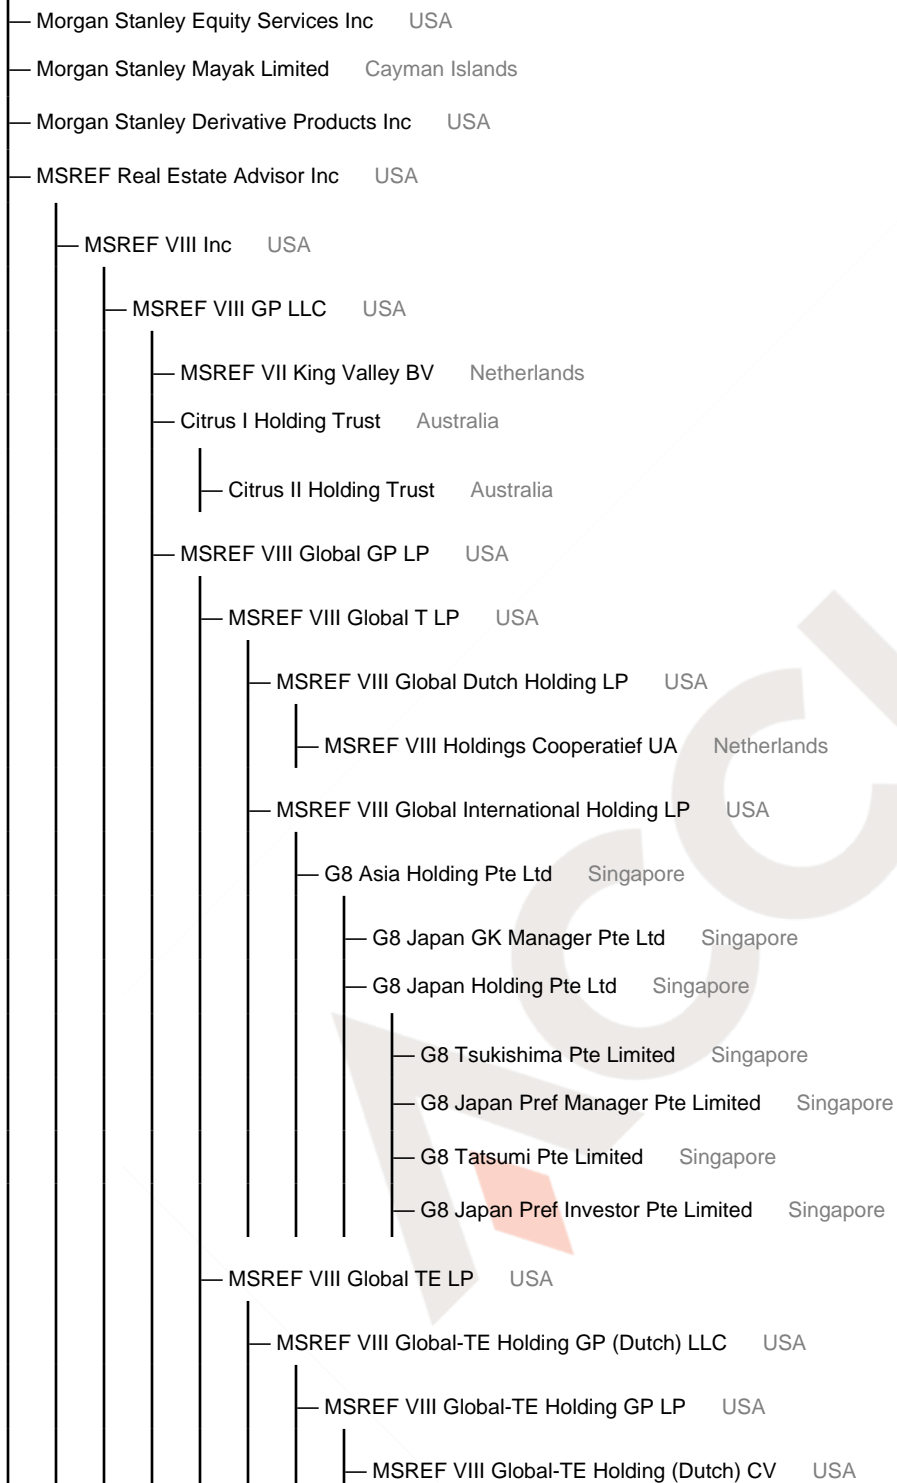 Morgan Stanley Equity Services Inc USA
Morgan Stanley Mayak Limited Cayman Islands
Morgan Stanley Derivative Products Inc USA
MSREF Real Estate Advisor Inc USA
MSREF VIII Inc USA
MSREF VIII GP LLC USA
MSREF VII King Valley BV Netherlands
Citrus I Holding Trust Australia
Citrus II Holding Trust Australia
MSREF VIII Global GP LP USA
MSREF VIII Global T LP USA
MSREF VIII Global Dutch Holding LP USA
MSREF VIII Holdings Cooperatief UA Netherlands
MSREF VIII Global International Holding LP USA
G8 Asia Holding Pte Ltd Singapore
G8 Japan GK Manager Pte Ltd Singapore
G8 Japan Holding Pte Ltd Singapore
G8 Tsukishima Pte Limited Singapore
G8 Japan Pref Manager Pte Limited Singapore
G8 Tatsumi Pte Limited Singapore
G8 Japan Pref Investor Pte Limited Singapore
MSREF VIII Global TE LP USA
MSREF VIII Global-TE Holding GP (Dutch) LLC USA
MSREF VIII Global-TE Holding GP LP USA
MSREF VIII Global-TE Holding (Dutch) CV USA